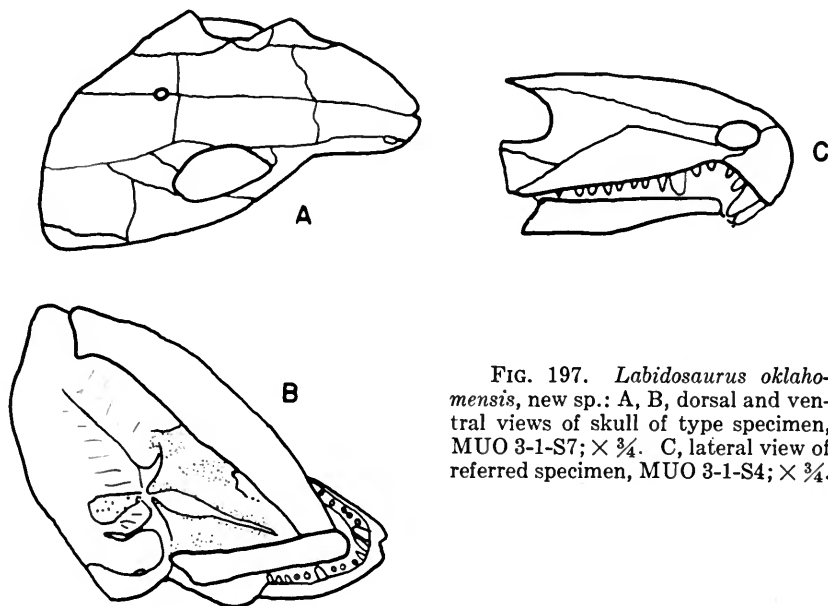 A
C
B
FIG. 197. Labidosaurus oklaho-
mensis, new sp.: A, B, dorsal and ven-
tral views of skull of type specimen,
MUO 3-1-S7; × ¾. C, lateral view of
referred specimen, MUO 3-1-S4; × ¾.